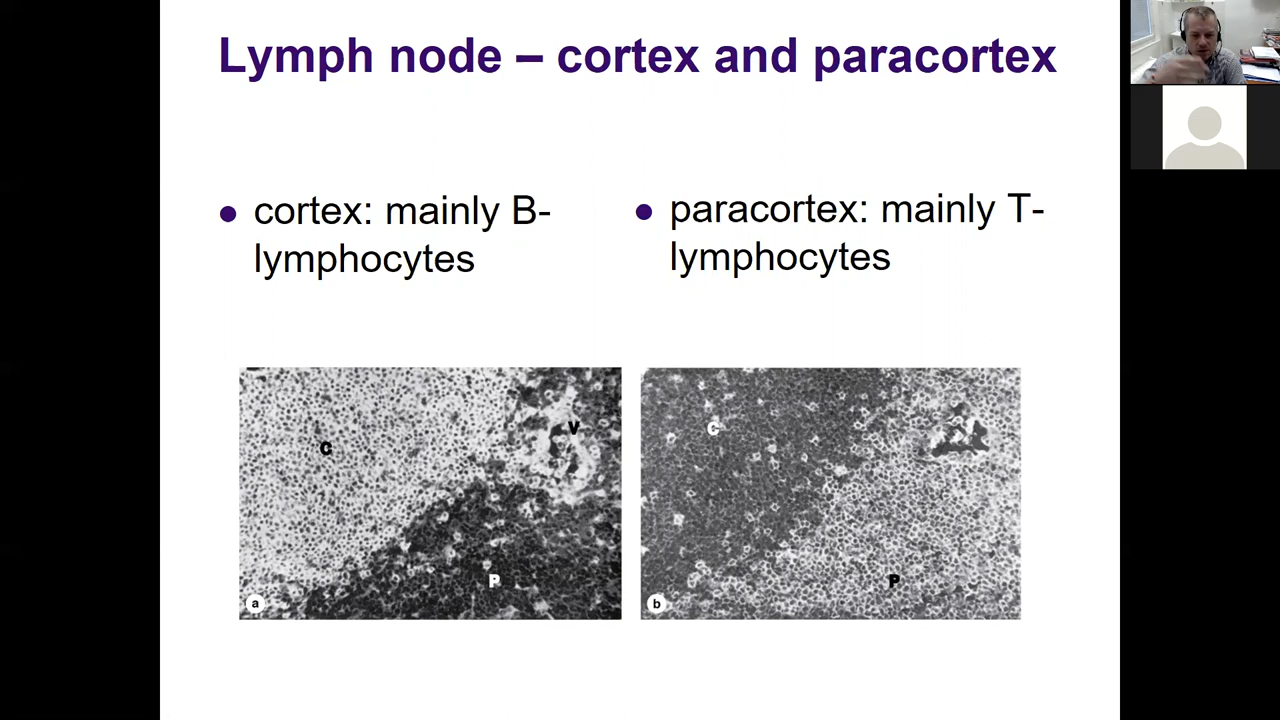 Lymph node – cortex and paracortex
● cortex: mainly B-
lymphocytes
● paracortex: mainly T-
lymphocytes
C
V
P
a
C
P
b